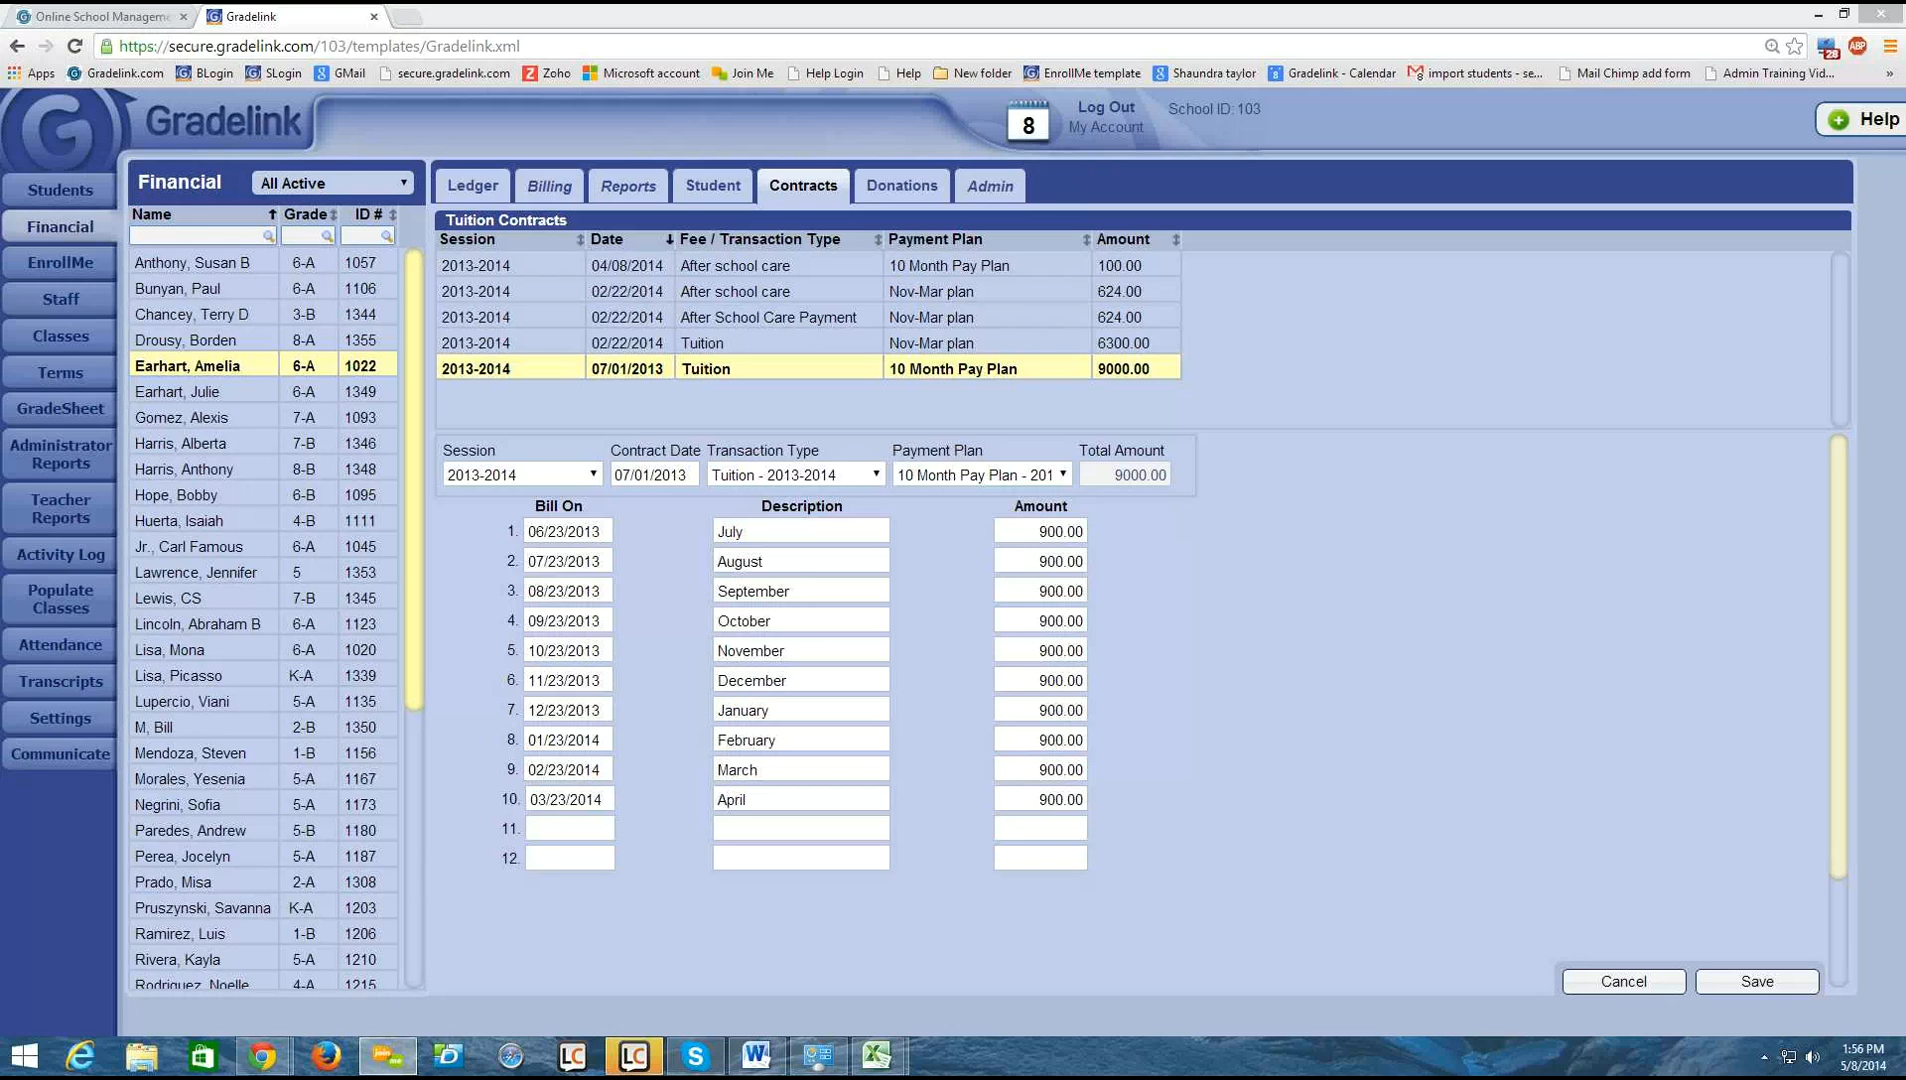 Online School Manageme
Gradelink
https://secure.gradelink.com/103/templates/Gradelink.xml
28
ABP
Apps
Gradelink.com
BLogin
SLogin
GMail
secure.gradelink.com
Zoho
Microsoft account
Join Me
Help Login
Help
New folder
EnrollMe template
Shaundra taylor
Gradelink - Calendar
import students - se...
Mail Chimp add form
Admin Training Vid...
»
Gradelink
8
Log Out
My Account
School ID: 103
Help
Students
Financial
EnrollMe
Staff
Classes
Terms
GradeSheet
Administrator
Reports
Teacher
Reports
Activity Log
Populate
Classes
Attendance
Transcripts
Settings
Communicate
Financial
All Active
Name Grade ID #
Anthony, Susan B 6-A 1057
Bunyan, Paul 6-A 1106
Chancey, Terry D 3-B 1344
Drousy, Borden 8-A 1355
Earhart, Amelia 6-A 1022
Earhart, Julie 6-A 1349
Gomez, Alexis 7-A 1093
Harris, Alberta 7-B 1346
Harris, Anthony 8-B 1348
Hope, Bobby 6-B 1095
Huerta, Isaiah 4-B 1111
Jr., Carl Famous 6-A 1045
Lawrence, Jennifer 5 1353
Lewis, CS 7-B 1345
Lincoln, Abraham B 6-A 1123
Lisa, Mona 6-A 1020
Lisa, Picasso K-A 1339
Lupercio, Viani 5-A 1135
M, Bill 2-B 1350
Mendoza, Steven 1-B 1156
Morales, Yesenia 5-A 1167
Negrini, Sofia 5-A 1173
Paredes, Andrew 5-B 1180
Perea, Jocelyn 5-A 1187
Prado, Misa 2-A 1308
Pruszynski, Savanna K-A 1203
Ramirez, Luis 1-B 1206
Rivera, Kayla 5-A 1210
Rodriguez, Noelle 4-A 1215
Ledger
Billing
Reports
Student
Contracts
Donations
Admin
Tuition Contracts
Session Date Fee / Transaction Type Payment Plan Amount
2013-2014 04/08/2014 After school care 10 Month Pay Plan 100.00
2013-2014 02/22/2014 After school care Nov-Mar plan 624.00
2013-2014 02/22/2014 After School Care Payment Nov-Mar plan 624.00
2013-2014 02/22/2014 Tuition Nov-Mar plan 6300.00
2013-2014 07/01/2013 Tuition 10 Month Pay Plan 9000.00
Session Contract Date Transaction Type Payment Plan Total Amount
2013-2014 07/01/2013 Tuition - 2013-2014 10 Month Pay Plan - 201 9000.00
Bill On Description Amount
1. 06/23/2013 July 900.00
2. 07/23/2013 August 900.00
3. 08/23/2013 September 900.00
4. 09/23/2013 October 900.00
5. 10/23/2013 November 900.00
6. 11/23/2013 December 900.00
7. 12/23/2013 January 900.00
8. 01/23/2014 February 900.00
9. 02/23/2014 March 900.00
10. 03/23/2014 April 900.00
11.
12.
Cancel
Save
join
me
LC
LC
1:56 PM
5/8/2014